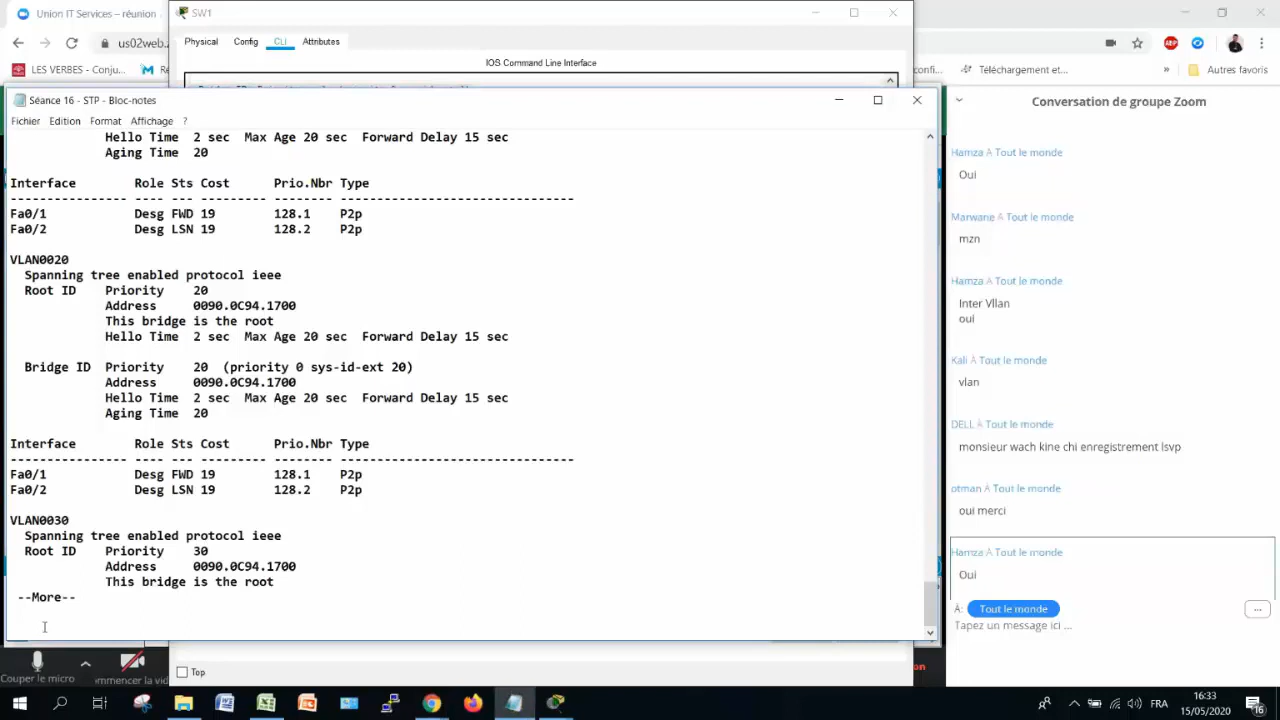 Union IT Services – réunion
SW1
us02web.z
Physical Config CLI Attributes
LES VERBES - Conju...
IOS Command Line Interface
Téléchargement et...
»
Autres favoris
Séance 16 - STP - Bloc-notes
Fichier Edition Format Affichage ?
Hello Time 2 sec Max Age 20 sec Forward Delay 15 sec
Aging Time 20
Interface Role Sts Cost Prio.Nbr Type
---------------- ---- --- --------- -------- --------------------------------
Fa0/1 Desg FWD 19 128.1 P2p
Fa0/2 Desg LSN 19 128.2 P2p
VLAN0020
Spanning tree enabled protocol ieee
Root ID Priority 20
Address 0090.0C94.1700
This bridge is the root
Hello Time 2 sec Max Age 20 sec Forward Delay 15 sec
Bridge ID Priority 20 (priority 0 sys-id-ext 20)
Address 0090.0C94.1700
Hello Time 2 sec Max Age 20 sec Forward Delay 15 sec
Aging Time 20
Interface Role Sts Cost Prio.Nbr Type
---------------- ---- --- --------- -------- --------------------------------
Fa0/1 Desg FWD 19 128.1 P2p
Fa0/2 Desg LSN 19 128.2 P2p
VLAN0030
Spanning tree enabled protocol ieee
Root ID Priority 30
Address 0090.0C94.1700
This bridge is the root
--More--
Conversation de groupe Zoom
Hamza À Tout le monde
Oui
Marwane À Tout le monde
mzn
Hamza À Tout le monde
Inter Vllan
oui
Kali À Tout le monde
vlan
DELL À Tout le monde
monsieur wach kine chi enregistrement lsvp
otman À Tout le monde
oui merci
Hamza À Tout le monde
Oui
À: Tout le monde
...
Tapez un message ici ...
Top
Couper le micro
immencer la vid
FR
16:33
15/05/2020
16